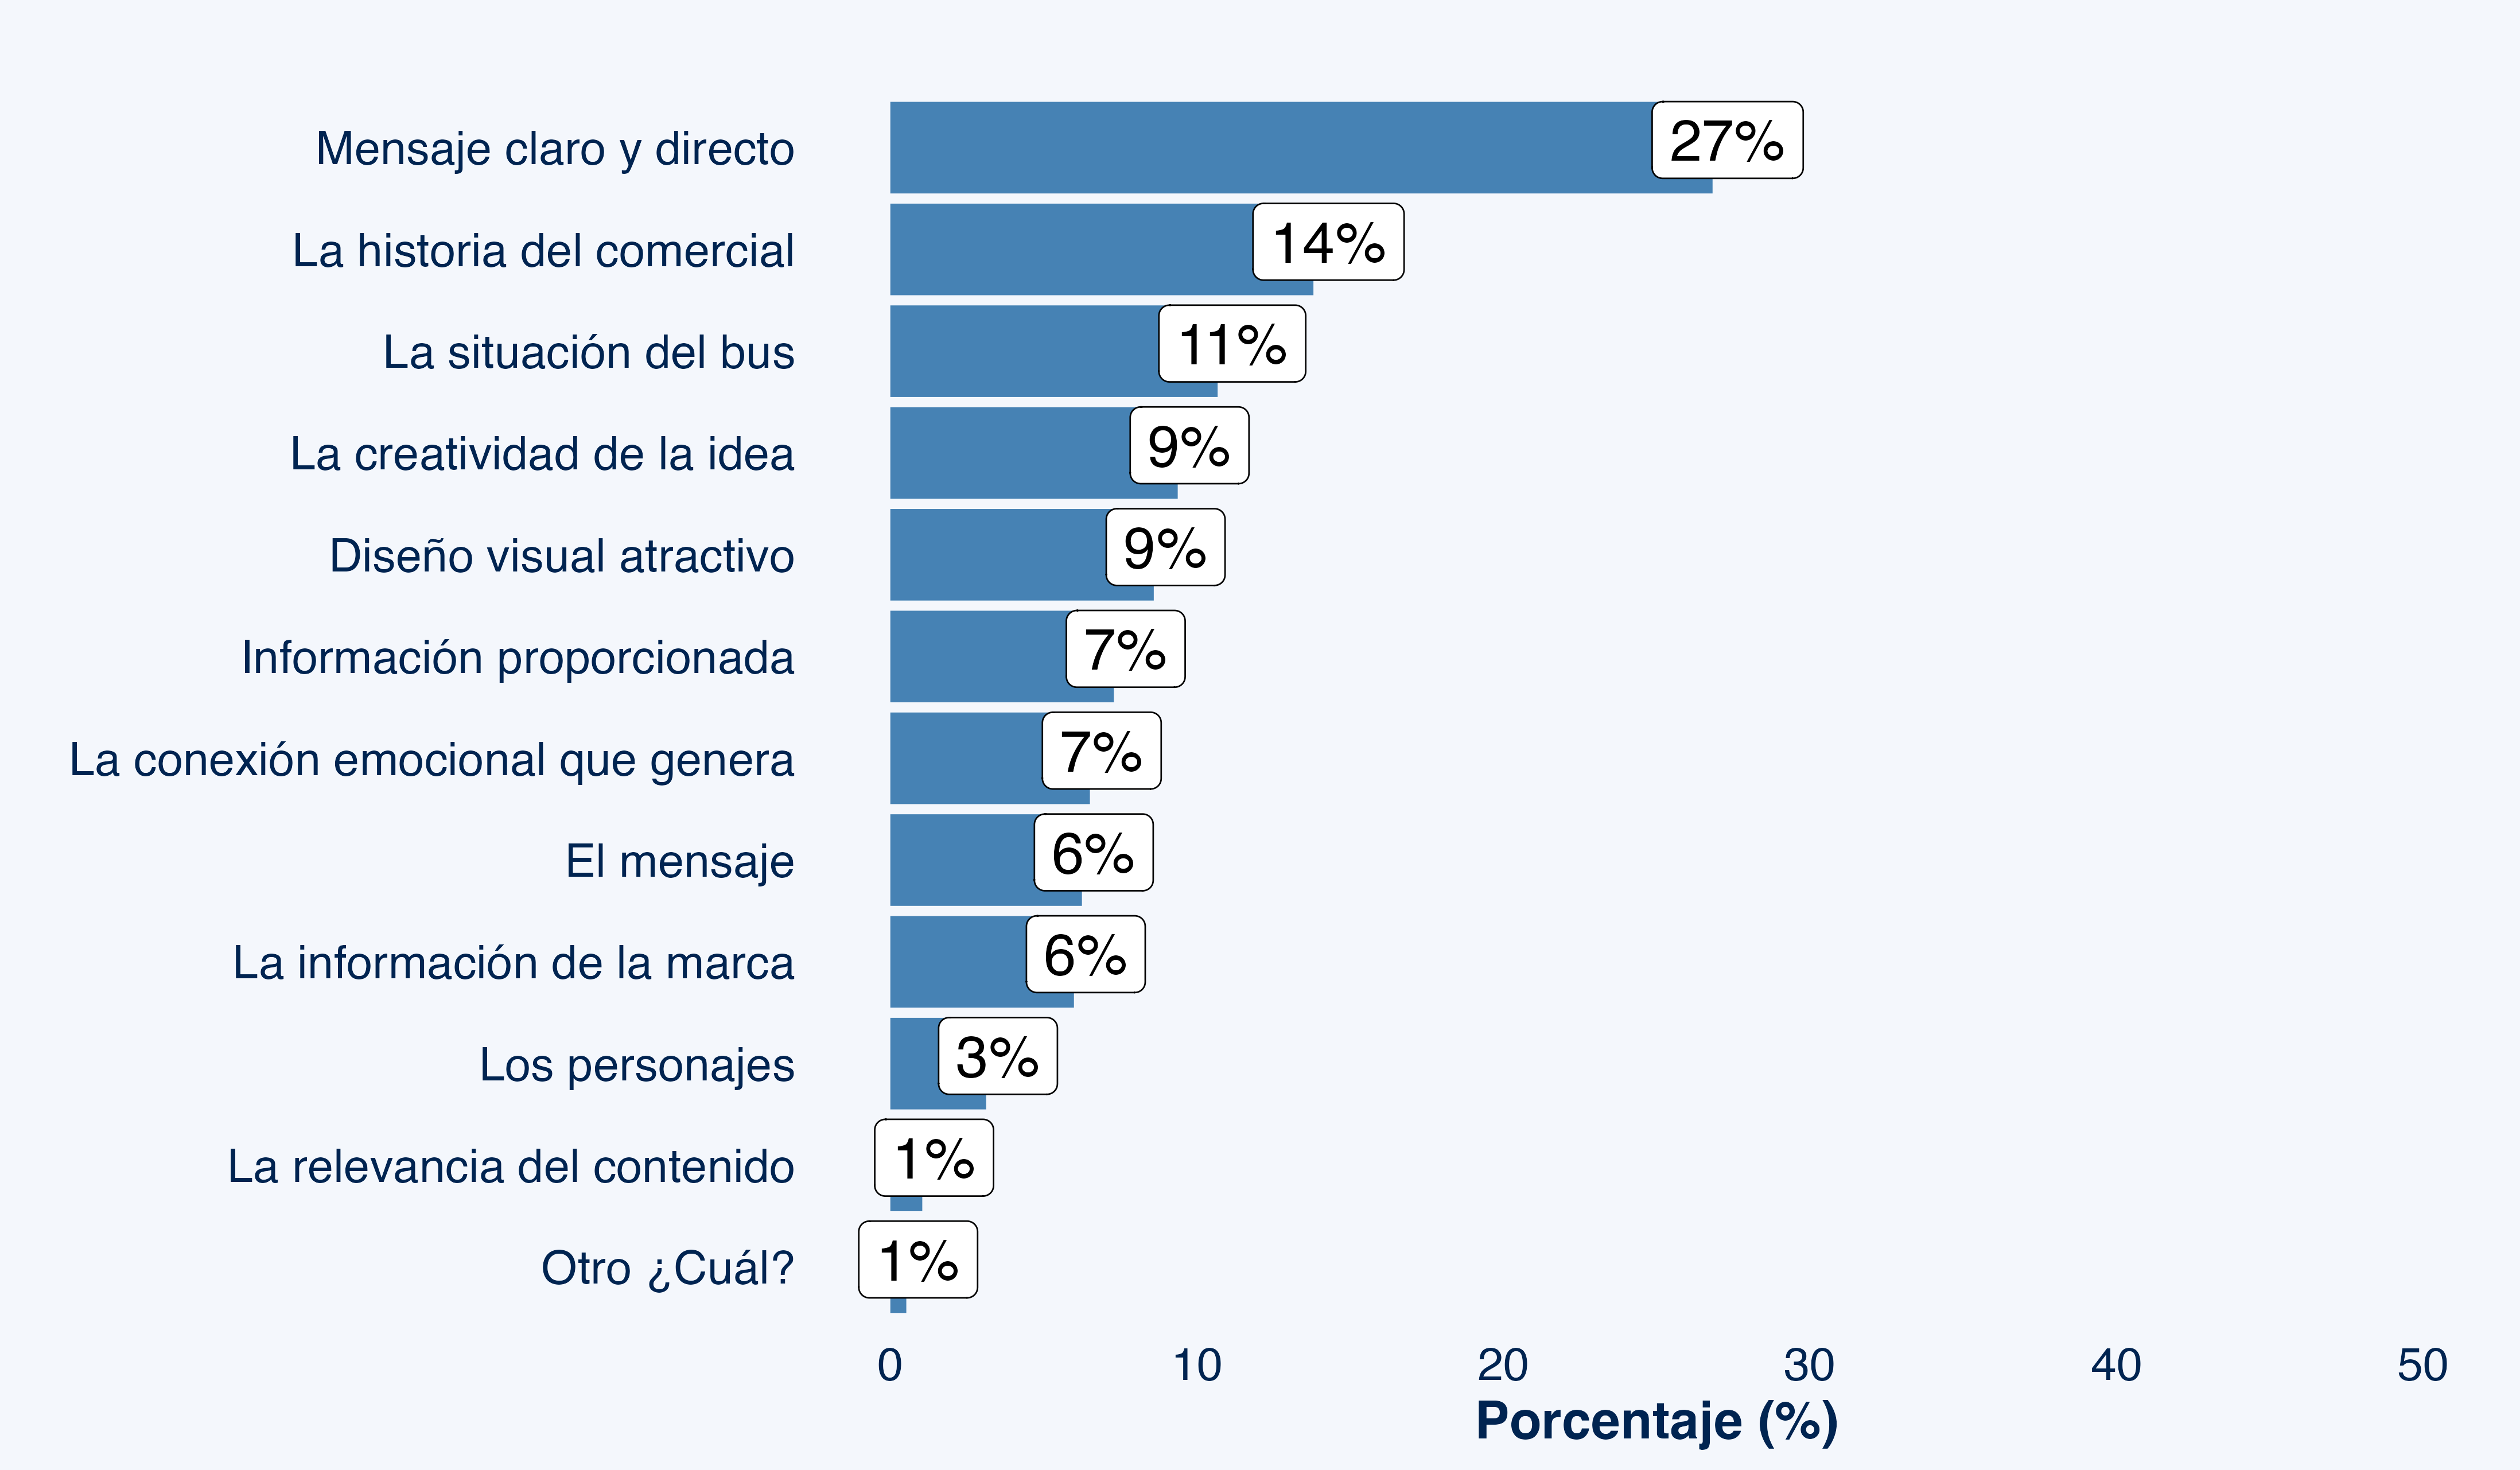 Mensaje claro y directo 27%
La historia del comercial 14%
La situación del bus 11%
La creatividad de la idea 9%
Diseño visual atractivo 9%
Información proporcionada 7%
La conexión emocional que genera 7%
El mensaje 6%
La información de la marca 6%
Los personajes 3%
La relevancia del contenido 1%
Otro ¿Cuál? 1%
0 10 20 30 40 50
Porcentaje (%)